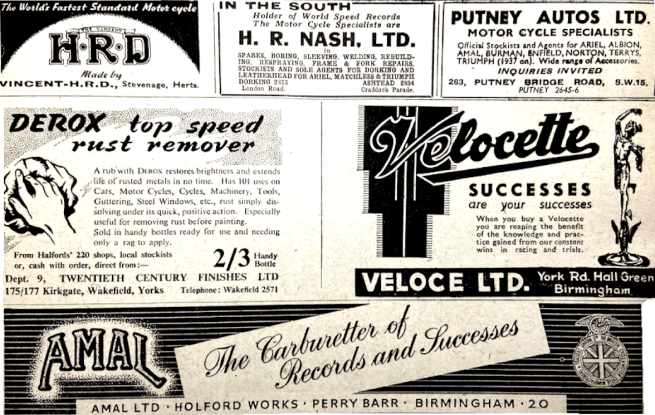 The World's Fastest Standard Motor cycle
THE VINCENT
H·R·D
Made by
VINCENT-H.R.D., Stevenage, Herts.
IN THE SOUTH
Holder of World Speed Records
The Motor Cycle Specialists are
H. R. NASH, LTD.
in
SPARES, BORING, SLEEVING, WELDING, REBUILD-
ING, RESPRAYING, FRAME & FORK REPAIRS.
STOCKISTS AND SOLE AGENTS FOR DORKING AND
LEATHERHEAD FOR ARIEL, MATCHLESS & TRIUMPH
DORKING ASHTEAD
London Road. Craddock Parade.
PUTNEY AUTOS LTD.
MOTOR CYCLE SPECIALISTS
Official Stockists and Agents for ARIEL, ALBION,
AMAL, BURMAN, ENFIELD, NORTON, TERRYS,
TRIUMPH (1937 on). Wide range of Accessories.
INQUIRIES INVITED
263, PUTNEY BRIDGE ROAD, S.W.15.
PUTNEY 2645-6
DEROX top speed
rust remover
A rub with DEROX restores brightness and extends
life of rusted metals in no time. Has 101 uses on
Cars, Motor Cycles, Cycles, Machinery, Tools,
Guttering, Steel Windows, etc., rust simply dis-
solving under its quick, positive action. Especially
useful for removing rust before painting.
Sold in handy bottles ready for use and needing
only a rag to apply.
From Halfords' 220 shops, local stockists
or, cash with order, direct from:—
2/3 Handy
Bottle
Dept. 9, TWENTIETH CENTURY FINISHES LTD
175/177 Kirkgate, Wakefield, Yorks Telephone: Wakefield 2571
Velocette
SUCCESSES
are your successes
When you buy a Velocette
you are reaping the benefit
of the knowledge and prac-
tice gained from our constant
wins in racing and trials.
VELOCE LTD. York Rd. Hall Green
Birmingham
AMAL
The Carburetter of
Records and Successes
AMAL LTD · HOLFORD WORKS · PERRY BARR · BIRMINGHAM · 20